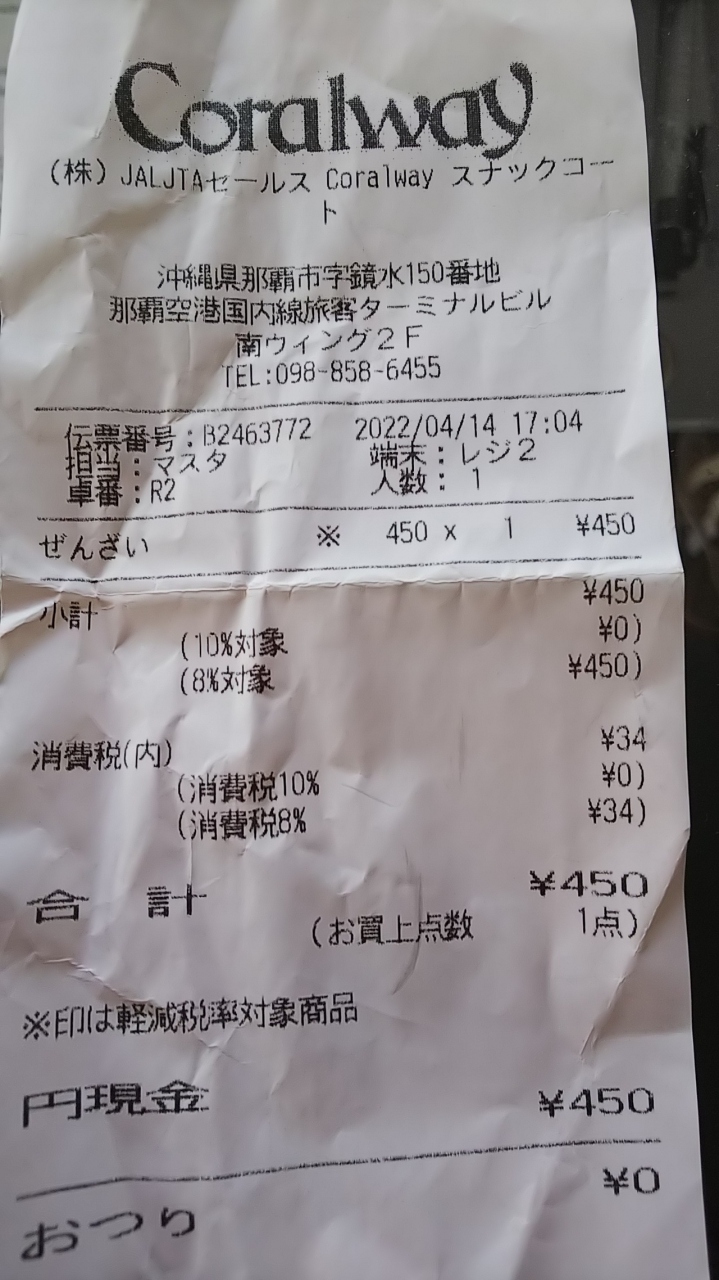 Coralway
(株)JALJTAセールス Coralway スナックコー
ト
沖縄県那覇市字鏡水150番地
那覇空港国内線旅客ターミナルビル
南ウィング2F
TEL:098-858-6455
伝票番号:B2463772 2022/04/14 17:04
担当:マスタ 端末:レジ2
卓番:R2 人数: 1
ぜんざい ※ 450 x 1 ¥450
小計 ¥450
(10%対象 ¥0)
(8%対象 ¥450)
消費税(内) ¥34
(消費税10% ¥0)
(消費税8% ¥34)
合計 ¥450
(お買上点数 1点)
※印は軽減税率対象商品
円現金 ¥450
おつり ¥0